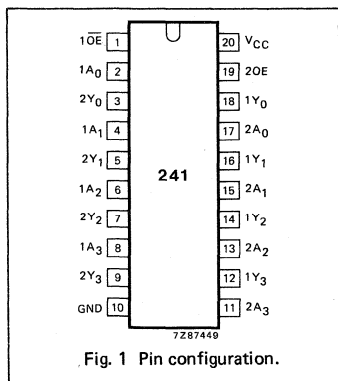 1O̅E̅ 1 20 VCC
1A0 2 19 2OE
2Y0 3 18 1Y0
1A1 4 17 2A0
2Y1 5 16 1Y1
241
1A2 6 15 2A1
2Y2 7 14 1Y2
1A3 8 13 2A2
2Y3 9 12 1Y3
GND 10 11 2A3
7Z87449
Fig. 1 Pin configuration.